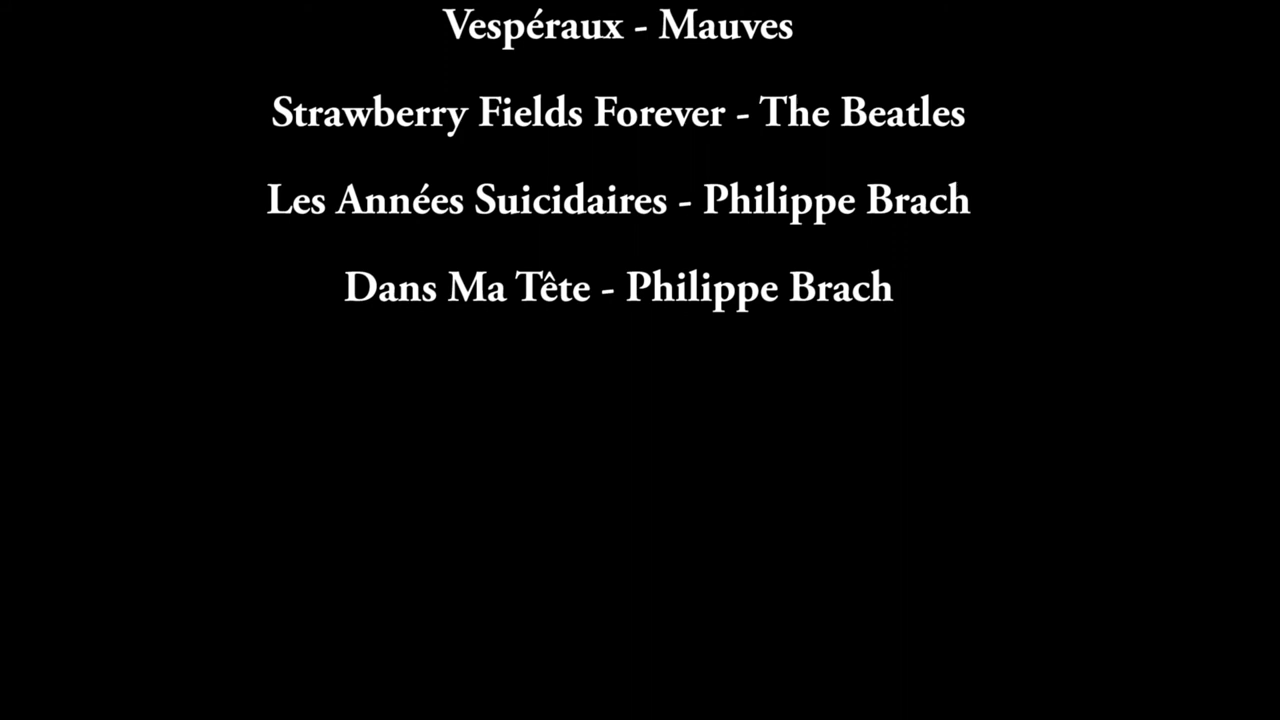 Vespéraux - Mauves
Strawberry Fields Forever - The Beatles
Les Années Suicidaires - Philippe Brach
Dans Ma Tête - Philippe Brach